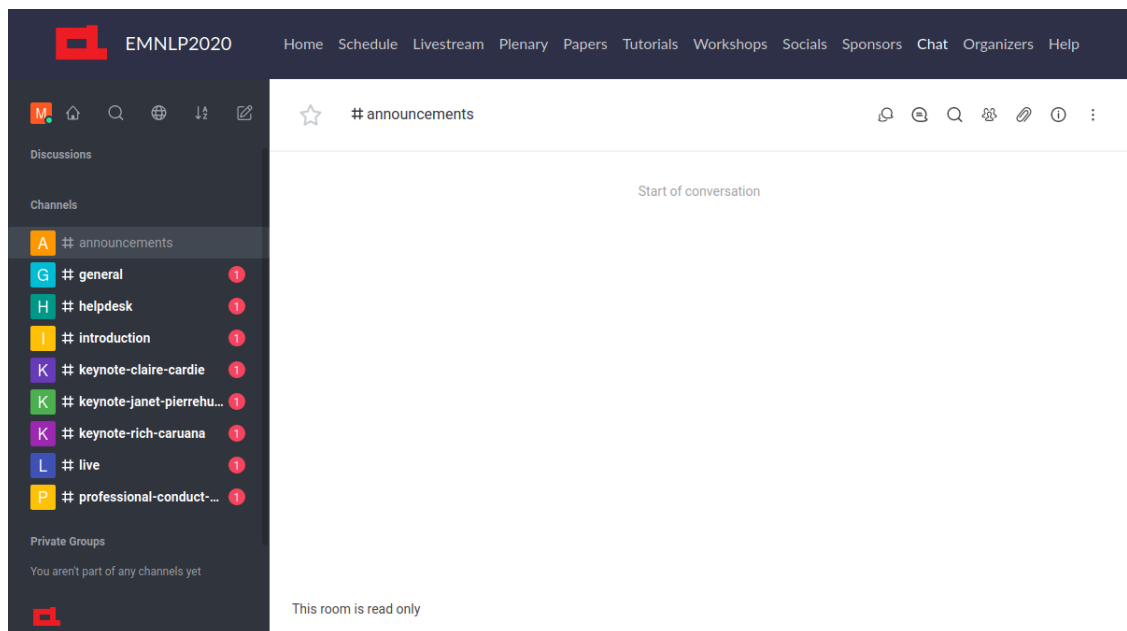 EMNLP2020
Home Schedule Livestream Plenary Papers Tutorials Workshops Socials Sponsors Chat Organizers Help
M
Discussions
Channels
A # announcements
G # general 1
H # helpdesk 1
I # introduction 1
K # keynote-claire-cardie 1
K # keynote-janet-pierrehu... 1
K # keynote-rich-caruana 1
L # live 1
P # professional-conduct-... 1
Private Groups
You aren't part of any channels yet
# announcements
Start of conversation
This room is read only